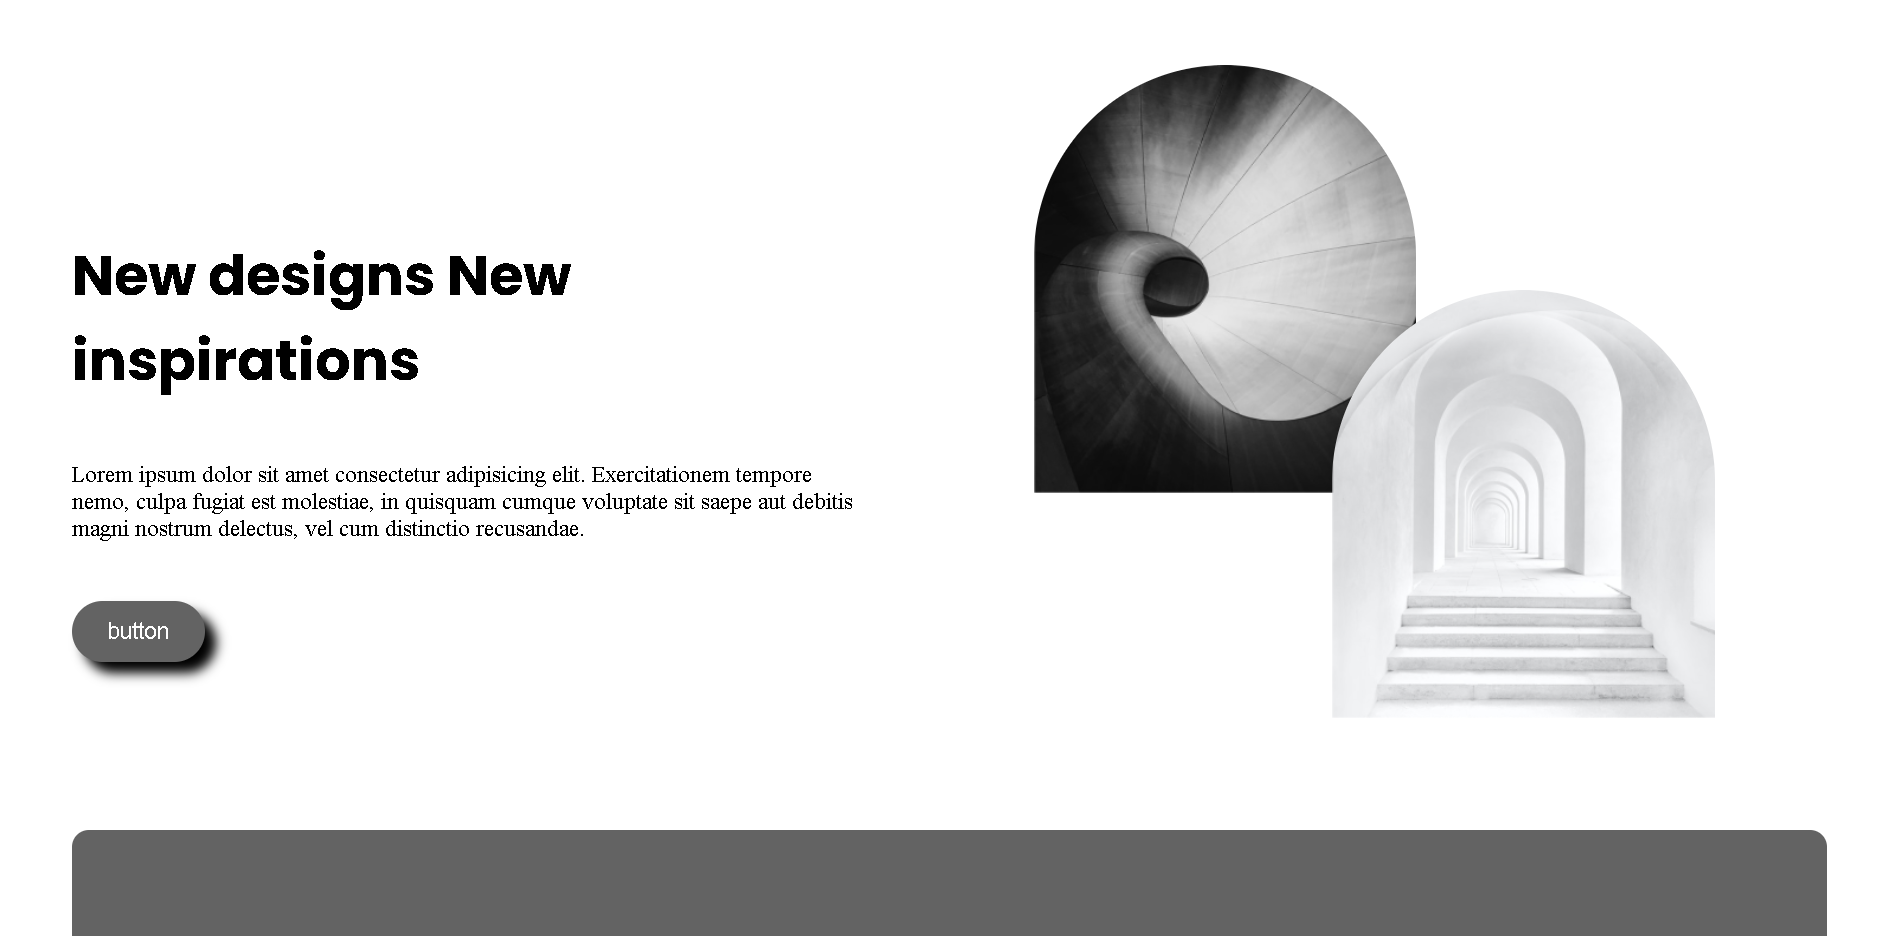 New designs New
inspirations
Lorem ipsum dolor sit amet consectetur adipisicing elit. Exercitationem tempore
nemo, culpa fugiat est molestiae, in quisquam cumque voluptate sit saepe aut debitis
magni nostrum delectus, vel cum distinctio recusandae.
button